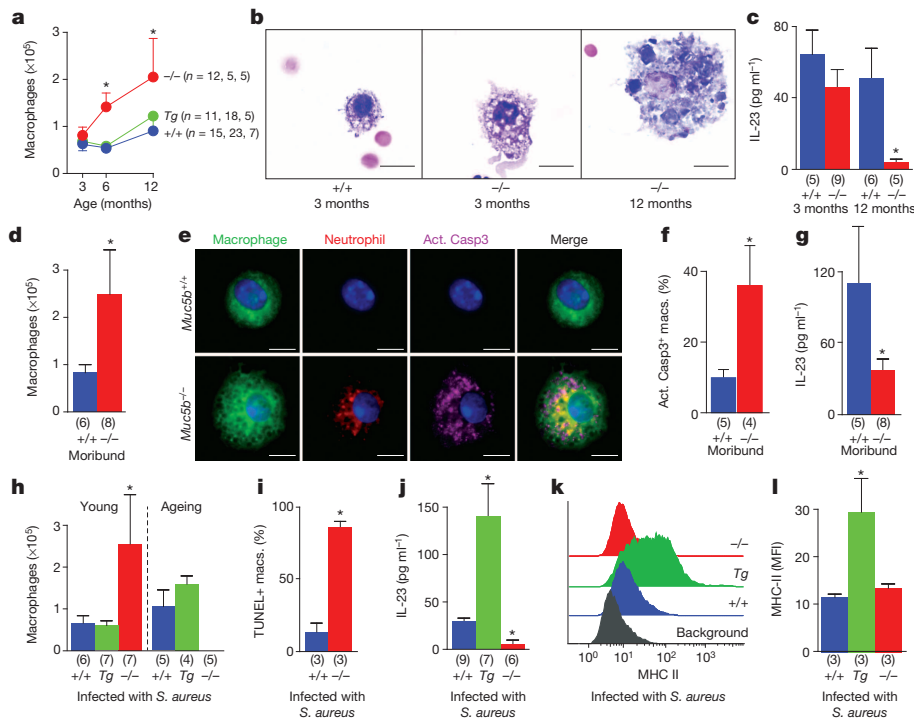 a
Macrophages (×10⁵)
3
2
1
0
*
*
–/– (n = 12, 5, 5)
Tg (n = 11, 18, 5)
+/+ (n = 15, 23, 7)
3
6
12
Age (months)
b
+/+
3 months
–/–
3 months
–/–
12 months
c
IL-23
(pg ml⁻¹)
80
60
40
20
0
*
(5) (9) (6) (5)
+/+ –/– +/+ –/–
3 months 12 months
d
Macrophages (×10⁵)
3
2
1
0
*
(6) (8)
+/+ –/–
Moribund
e
Macrophage Neutrophil Act. Casp3 Merge
Muc5b⁺/⁺
Muc5b⁻/⁻
f
Act. Casp3⁺ macs. (%)
40
20
0
*
(5) (4)
+/+ –/–
Moribund
g
IL-23 (pg ml⁻¹)
120
60
0
*
(5) (8)
+/+ –/–
Moribund
h
Young Ageing
Macrophages (×10⁵)
3
2
1
0
*
(6) (7) (7) (5) (4) (5)
+/+ Tg –/– +/+ Tg –/–
Infected with S. aureus
i
TUNEL+ macs. (%)
100
50
0
*
(3) (3)
+/+ –/–
Infected with
S. aureus
j
IL-23 (pg ml⁻¹)
150
100
50
0
*
*
(9) (7) (6)
+/+ Tg –/–
Infected with
S. aureus
k
–/–
Tg
+/+
Background
10⁰ 10¹ 10² 10³
MHC II
Infected with S. aureus
l
MHC-II (MFI)
40
30
20
10
0
*
(3) (3) (3)
+/+ Tg –/–
Infected with
S. aureus